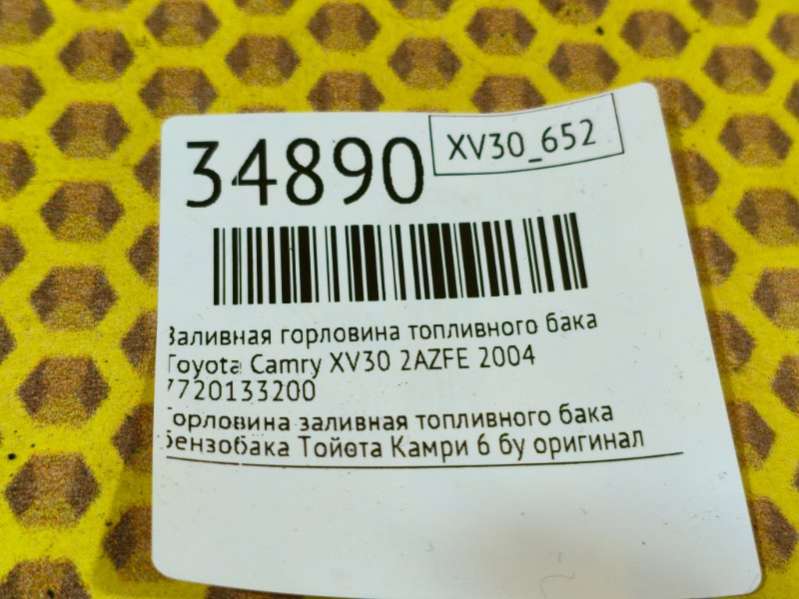 34890
XV30_652
Заливная горловина топливного бака
Toyota Camry XV30 2AZFE 2004
7720133200
Горловина заливная топливного бака
бензобака Тойота Камри 6 бу оригинал